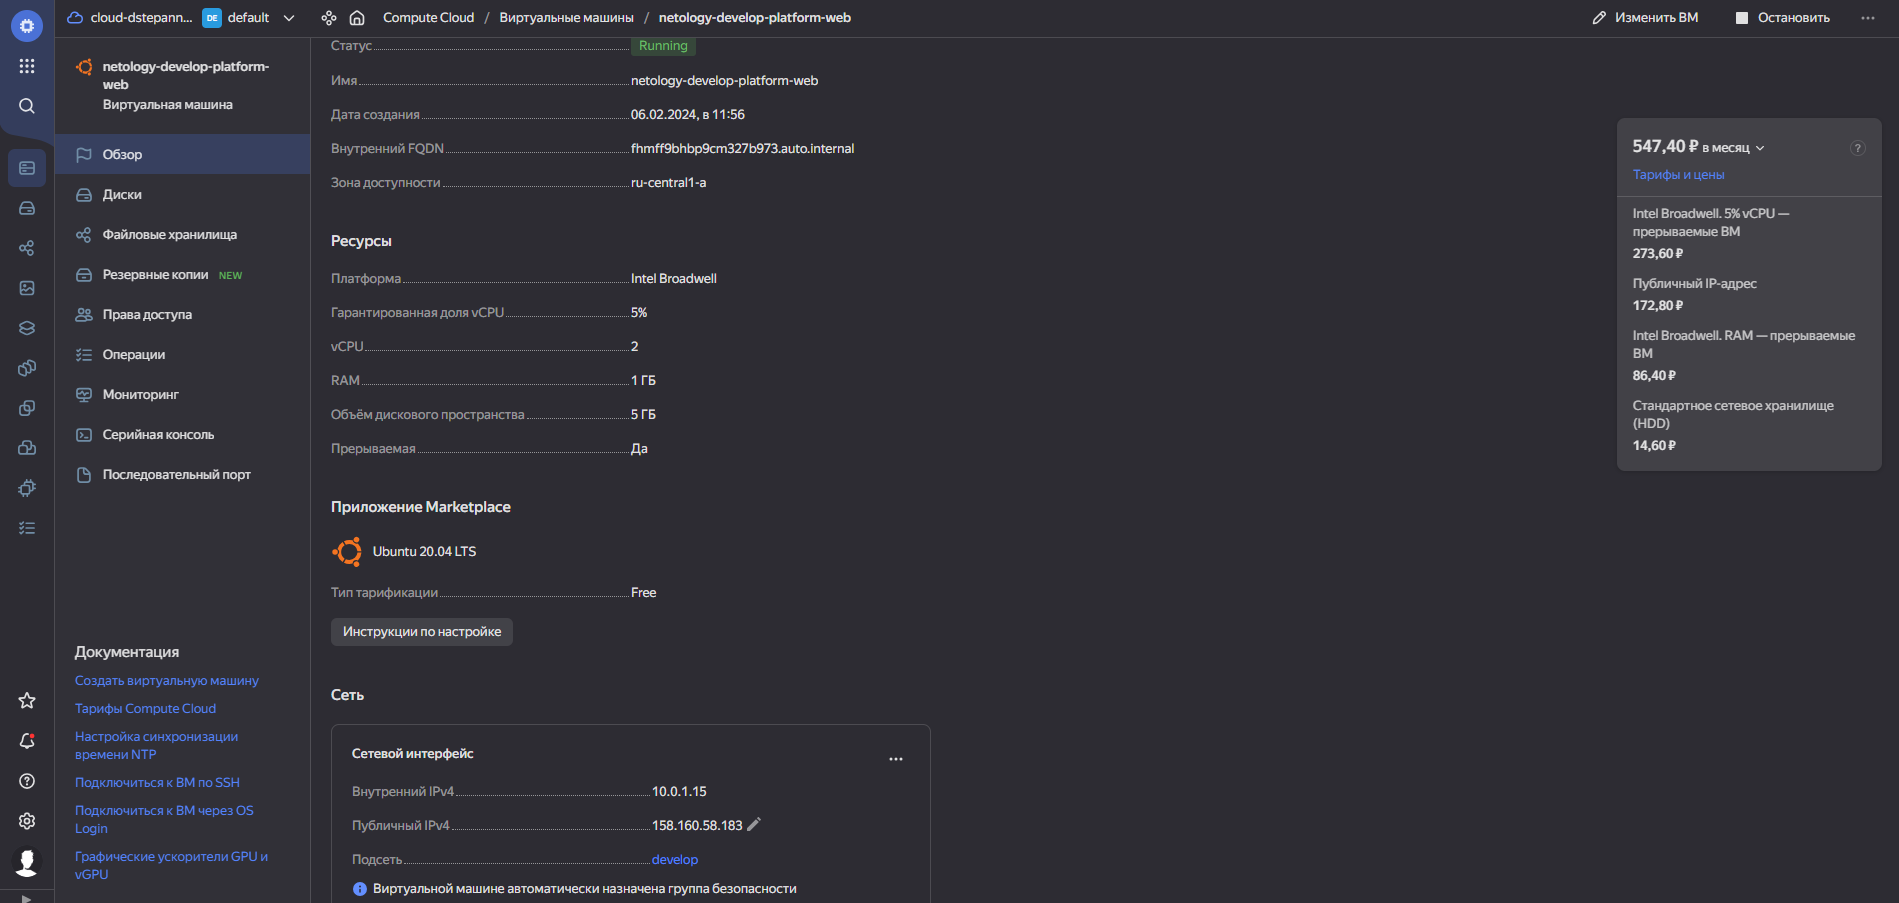 cloud-dstepann...
DE
default
Compute Cloud / Виртуальные машины / netology-develop-platform-web
Изменить ВМ
Остановить
netology-develop-platform-
web
Виртуальная машина
Обзор
Диски
Файловые хранилища
Резервные копии NEW
Права доступа
Операции
Мониторинг
Серийная консоль
Последовательный порт
Документация
Создать виртуальную машину
Тарифы Compute Cloud
Настройка синхронизации
времени NTP
Подключиться к ВМ по SSH
Подключиться к ВМ через OS
Login
Графические ускорители GPU и
vGPU
Статус Running
Имя netology-develop-platform-web
Дата создания 06.02.2024, в 11:56
Внутренний FQDN fhmff9bhbp9cm327b973.auto.internal
Зона доступности ru-central1-a
Ресурсы
Платформа Intel Broadwell
Гарантированная доля vCPU 5%
vCPU 2
RAM 1 ГБ
Объём дискового пространства 5 ГБ
Прерываемая Да
Приложение Marketplace
Ubuntu 20.04 LTS
Тип тарификации Free
Инструкции по настройке
Сеть
Сетевой интерфейс
Внутренний IPv4 10.0.1.15
Публичный IPv4 158.160.58.183
Подсеть develop
Виртуальной машине автоматически назначена группа безопасности
547,40 ₽ в месяц
Тарифы и цены
Intel Broadwell. 5% vCPU —
прерываемые ВМ
273,60 ₽
Публичный IP-адрес
172,80 ₽
Intel Broadwell. RAM — прерываемые
ВМ
86,40 ₽
Стандартное сетевое хранилище
(HDD)
14,60 ₽